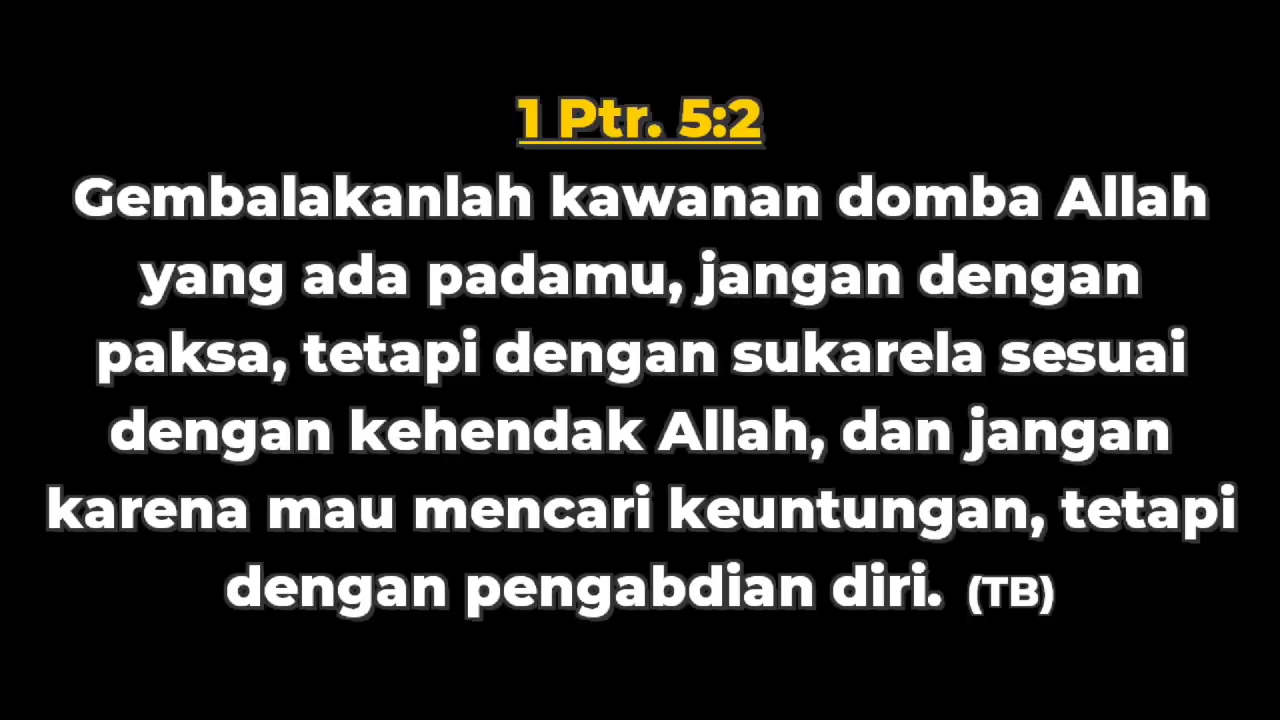 1 Ptr. 5:2
Gembalakanlah kawanan domba Allah
yang ada padamu, jangan dengan
paksa, tetapi dengan sukarela sesuai
dengan kehendak Allah, dan jangan
karena mau mencari keuntungan, tetapi
dengan pengabdian diri. (TB)